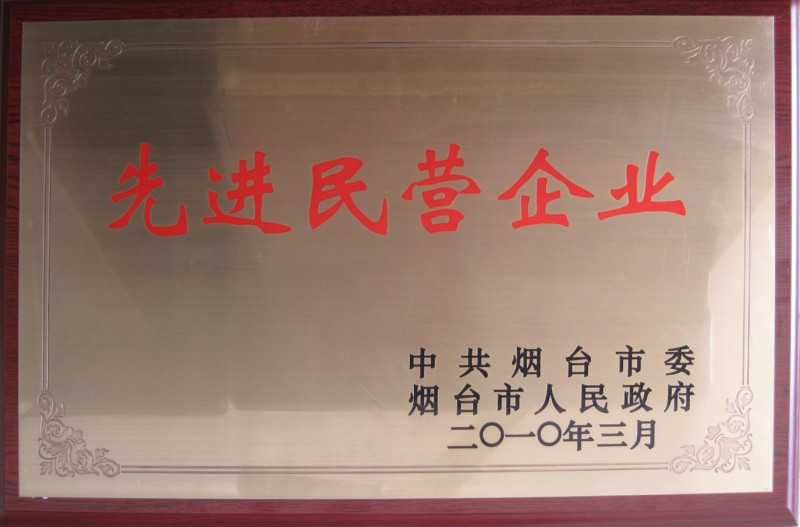 先进民营企业
中共烟台市委
烟台市人民政府
二〇一〇年三月